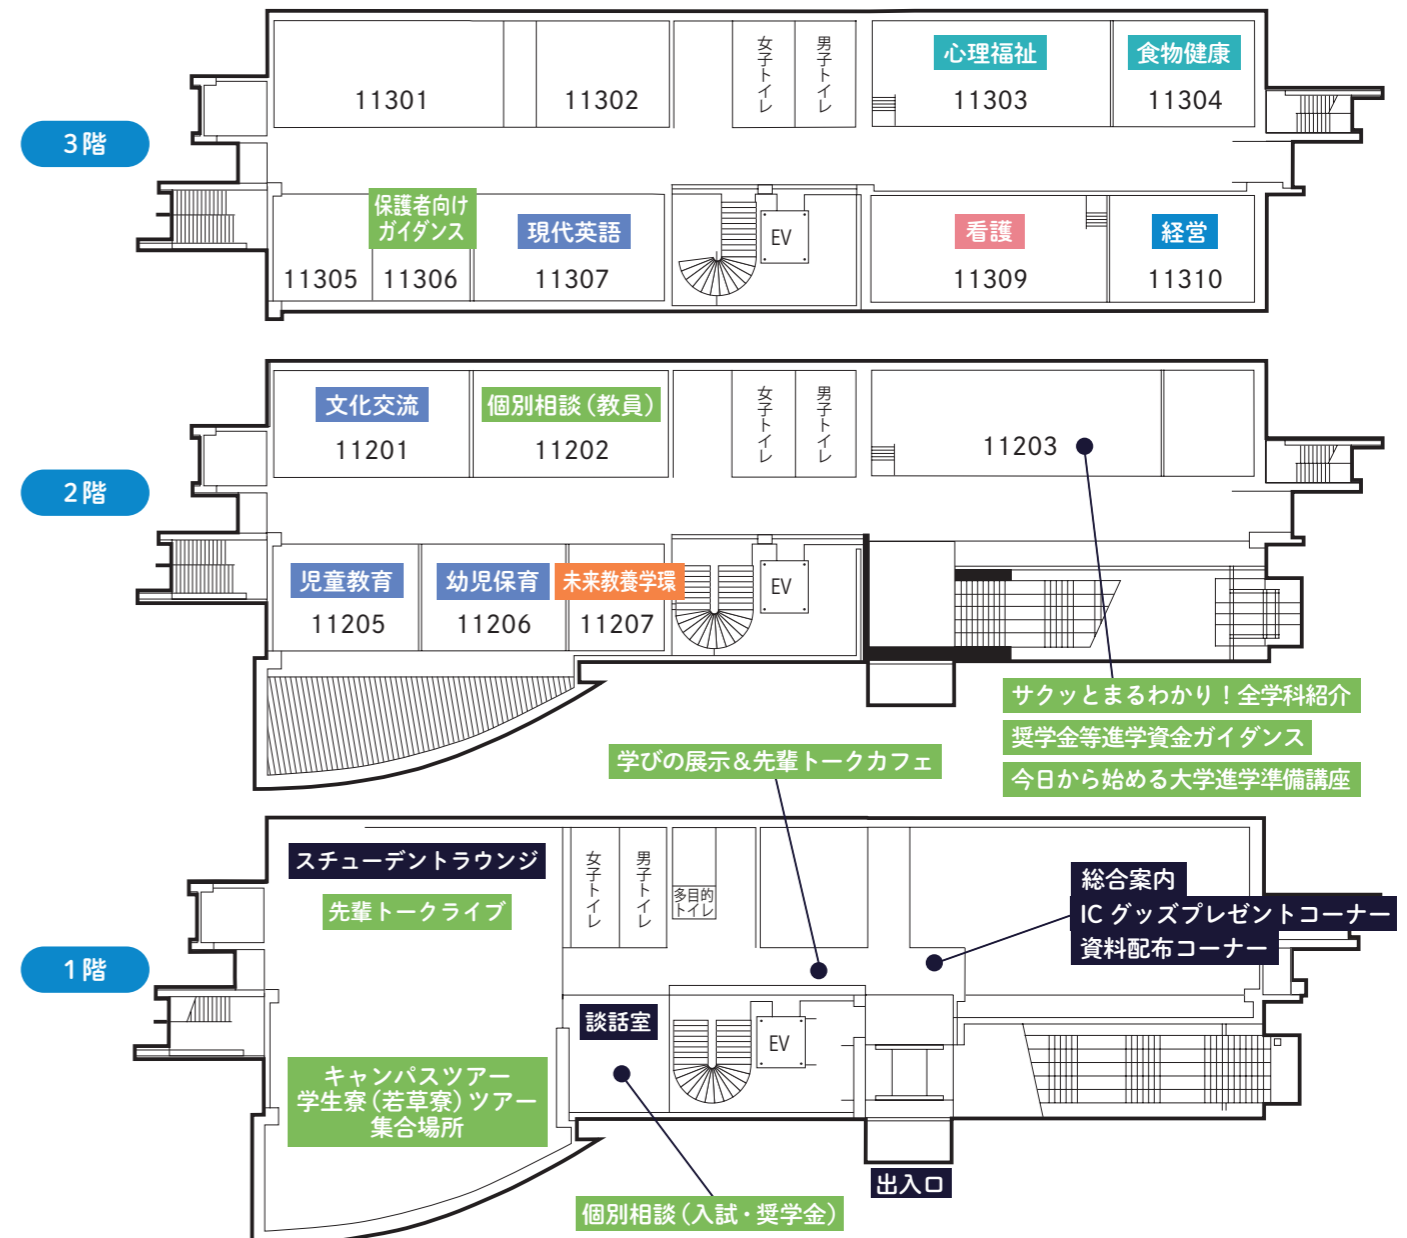 3階
11301
11302
女子トイレ
男子トイレ
心理福祉
11303
食物健康
11304
11305
保護者向け
ガイダンス
11306
現代英語
11307
EV
看護
11309
経営
11310
2階
文化交流
11201
個別相談（教員）
11202
女子トイレ
男子トイレ
11203
児童教育
11205
幼児保育
11206
未来教養学環
11207
EV
サクッとまるわかり！全学科紹介
奨学金等進学資金ガイダンス
今日から始める大学進学準備講座
学びの展示＆先輩トークカフェ
1階
スチューデントラウンジ
先輩トークライブ
女子トイレ
男子トイレ
多目的
トイレ
総合案内
IC グッズプレゼントコーナー
資料配布コーナー
談話室
EV
キャンパスツアー
学生寮（若草寮）ツアー
集合場所
出入口
個別相談（入試・奨学金）